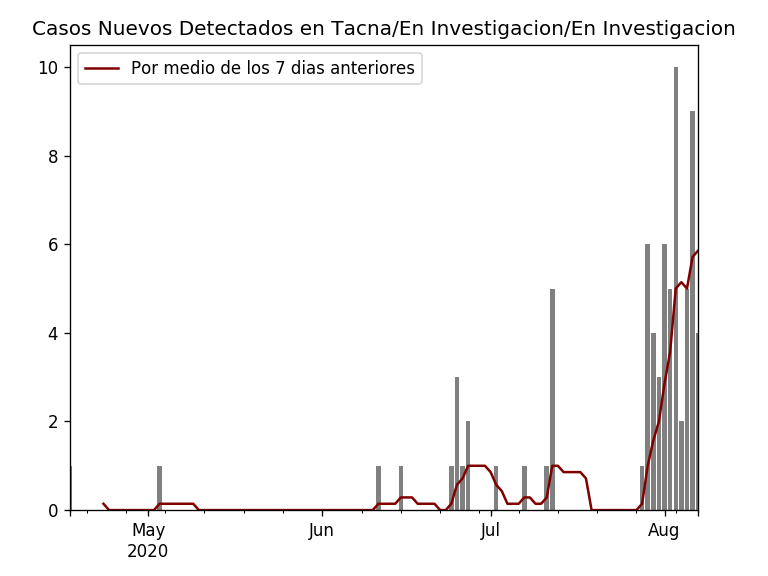 Casos Nuevos Detectados en Tacna/En Investigacion/En Investigacion
Por medio de los 7 dias anteriores
10
8
6
4
2
0
May
2020
Jun
Jul
Aug